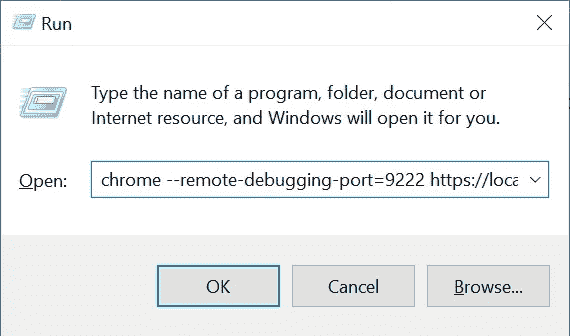 Run
Type the name of a program, folder, document or
Internet resource, and Windows will open it for you.
Open: chrome --remote-debugging-port=9222 https://loca
OK Cancel Browse...